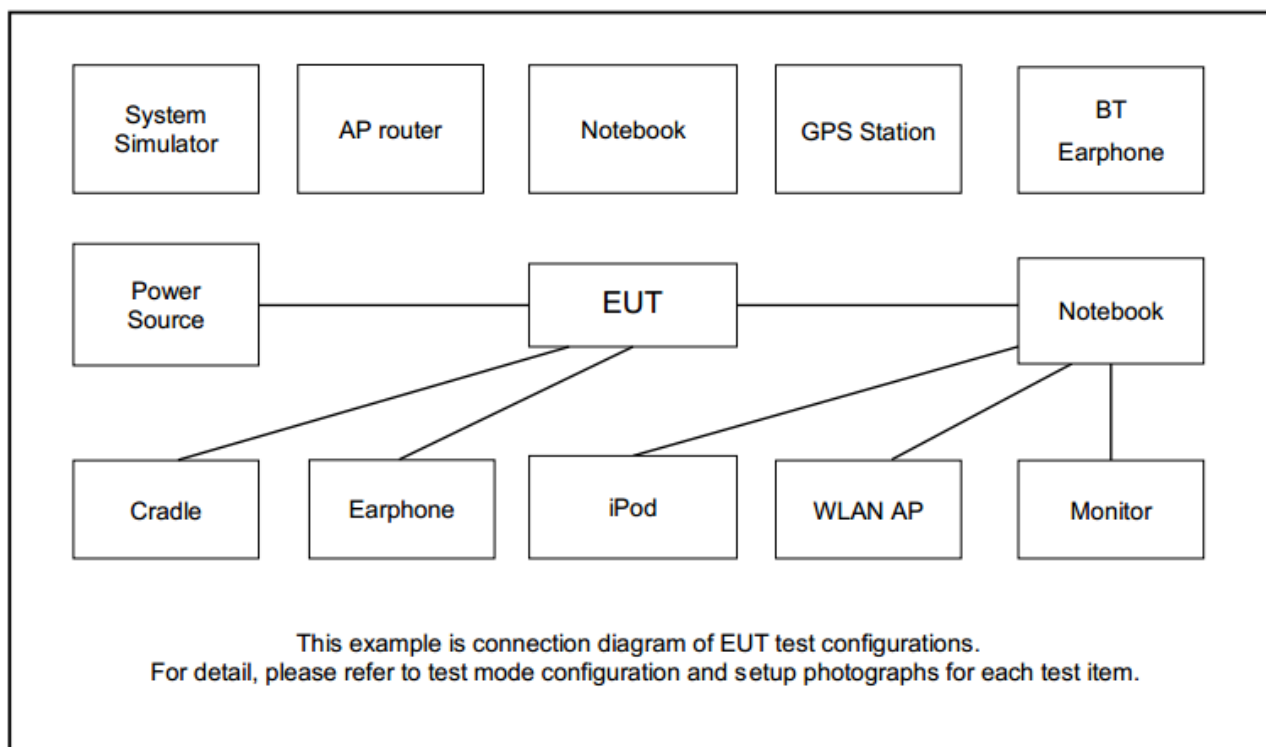 System
Simulator
AP router
Notebook
GPS Station
BT
Earphone
Power
Source
EUT
Notebook
Cradle
Earphone
iPod
WLAN AP
Monitor
This example is connection diagram of EUT test configurations.
For detail, please refer to test mode configuration and setup photographs for each test item.